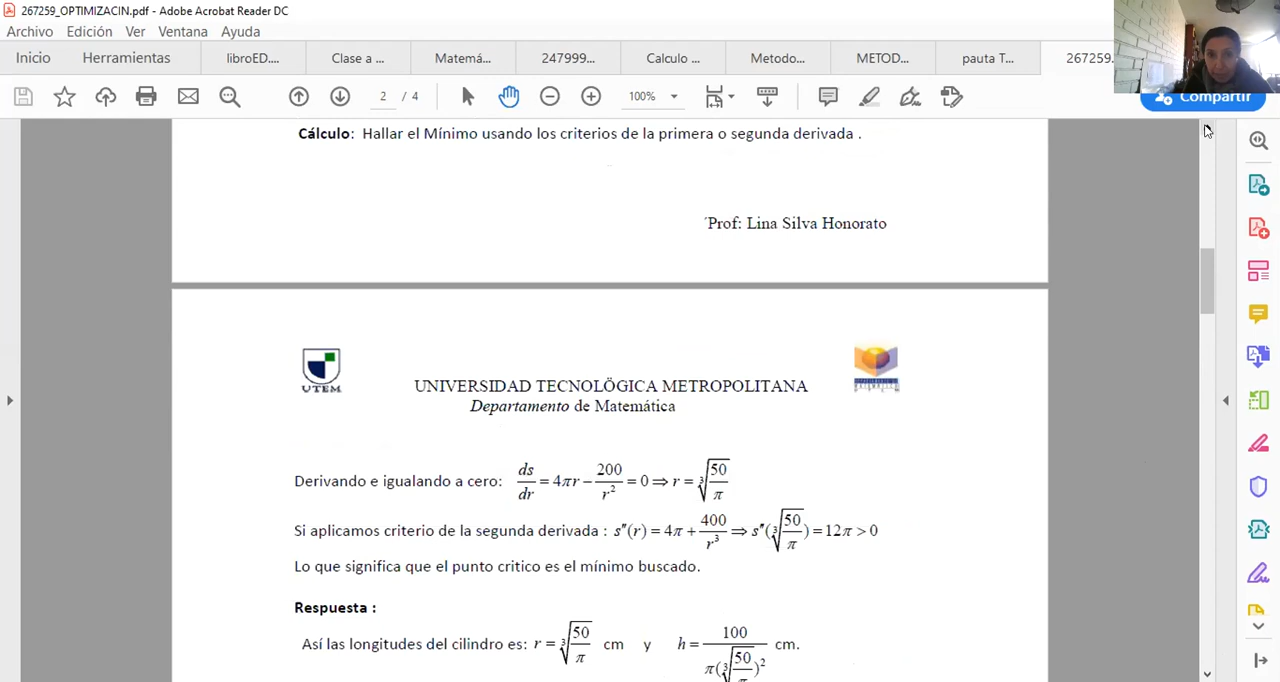 267259_OPTIMIZACIN.pdf - Adobe Acrobat Reader DC
Archivo Edición Ver Ventana Ayuda
Inicio Herramientas libroED.... Clase a ... Matemá... 247999... Calculo ... Metodo... METOD... pauta T... 267259...
2 / 4 100% Compartir
Cálculo: Hallar el Mínimo usando los criterios de la primera o segunda derivada .
´Prof: Lina Silva Honorato
UTEM
UNIVERSIDAD TECNOLÖGICA METROPOLITANA
Departamento de Matemática
Derivando e igualando a cero: ds/dr = 4πr − 200/r² = 0 ⇒ r = ∛(50/π)
Si aplicamos criterio de la segunda derivada : s″(r) = 4π + 400/r³ ⇒ s″(∛(50/π)) = 12π > 0
Lo que significa que el punto critico es el mínimo buscado.
Respuesta :
Así las longitudes del cilindro es: r = ∛(50/π) cm y h = 100/(π(∛(50/π))²) cm.